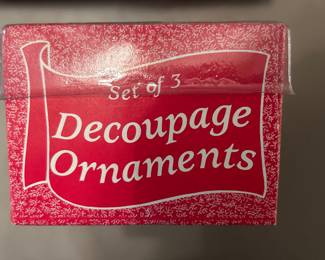 Set of 3
Decoupage
Ornaments